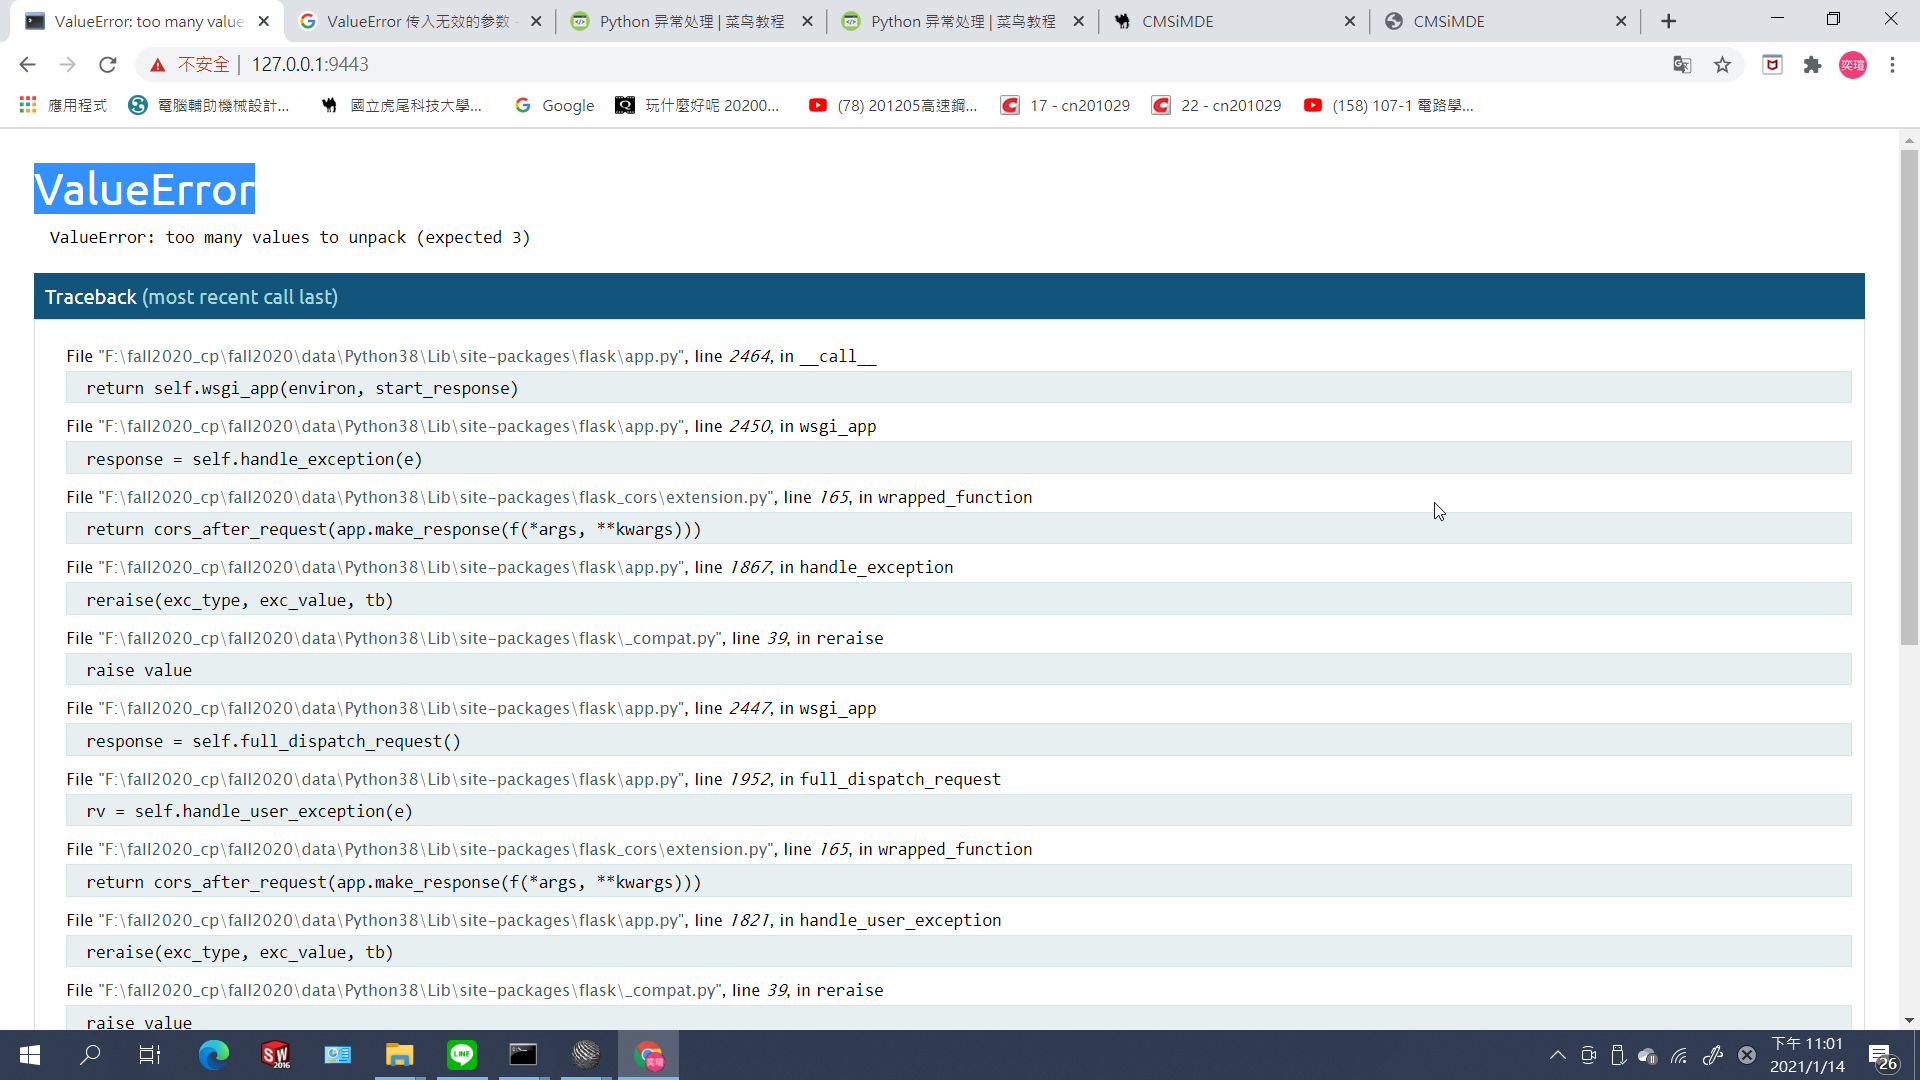 ValueError: too many value
ValueError 传入无效的参数 -
Python 异常处理 | 菜鸟教程
Python 异常处理 | 菜鸟教程
CMSiMDE
CMSiMDE
不安全 | 127.0.0.1:9443
奕瑄
應用程式
電腦輔助機械設計...
國立虎尾科技大學...
Google
玩什麼好呢 20200...
(78) 201205高速鋼...
17 - cn201029
22 - cn201029
(158) 107-1 電路學...
ValueError
ValueError: too many values to unpack (expected 3)
Traceback (most recent call last)
File "F:\fall2020_cp\fall2020\data\Python38\Lib\site-packages\flask\app.py", line 2464, in __call__
return self.wsgi_app(environ, start_response)
File "F:\fall2020_cp\fall2020\data\Python38\Lib\site-packages\flask\app.py", line 2450, in wsgi_app
response = self.handle_exception(e)
File "F:\fall2020_cp\fall2020\data\Python38\Lib\site-packages\flask_cors\extension.py", line 165, in wrapped_function
return cors_after_request(app.make_response(f(*args, **kwargs)))
File "F:\fall2020_cp\fall2020\data\Python38\Lib\site-packages\flask\app.py", line 1867, in handle_exception
reraise(exc_type, exc_value, tb)
File "F:\fall2020_cp\fall2020\data\Python38\Lib\site-packages\flask\_compat.py", line 39, in reraise
raise value
File "F:\fall2020_cp\fall2020\data\Python38\Lib\site-packages\flask\app.py", line 2447, in wsgi_app
response = self.full_dispatch_request()
File "F:\fall2020_cp\fall2020\data\Python38\Lib\site-packages\flask\app.py", line 1952, in full_dispatch_request
rv = self.handle_user_exception(e)
File "F:\fall2020_cp\fall2020\data\Python38\Lib\site-packages\flask_cors\extension.py", line 165, in wrapped_function
return cors_after_request(app.make_response(f(*args, **kwargs)))
File "F:\fall2020_cp\fall2020\data\Python38\Lib\site-packages\flask\app.py", line 1821, in handle_user_exception
reraise(exc_type, exc_value, tb)
File "F:\fall2020_cp\fall2020\data\Python38\Lib\site-packages\flask\_compat.py", line 39, in reraise
raise value
SW
2016
LINE
奕瑄
下午 11:01
2021/1/14
26